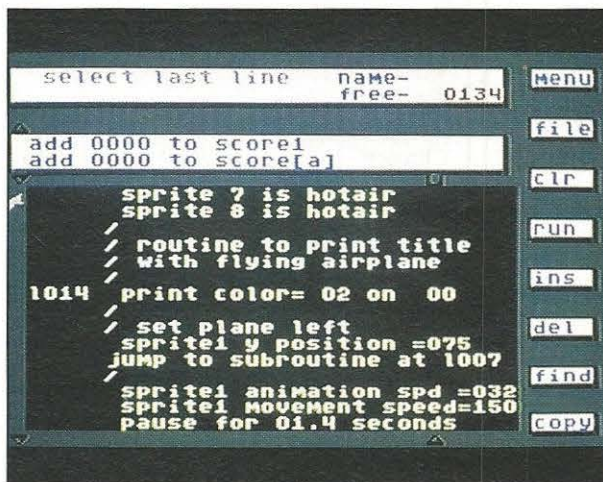 select last line name-
free- 0134
menu
file
add 0000 to score1
add 0000 to score[a]
clr
sprite 7 is hotair
sprite 8 is hotair
/
run
/ routine to print title
/ with flying airplane
/
ins
l014 print color= 02 on 00
/
/ set plane left
del
sprite1 y position =075
jump to subroutine at l007
/
find
sprite1 animation spd =032
sprite1 movement speed=150
pause for 01.4 seconds
copy